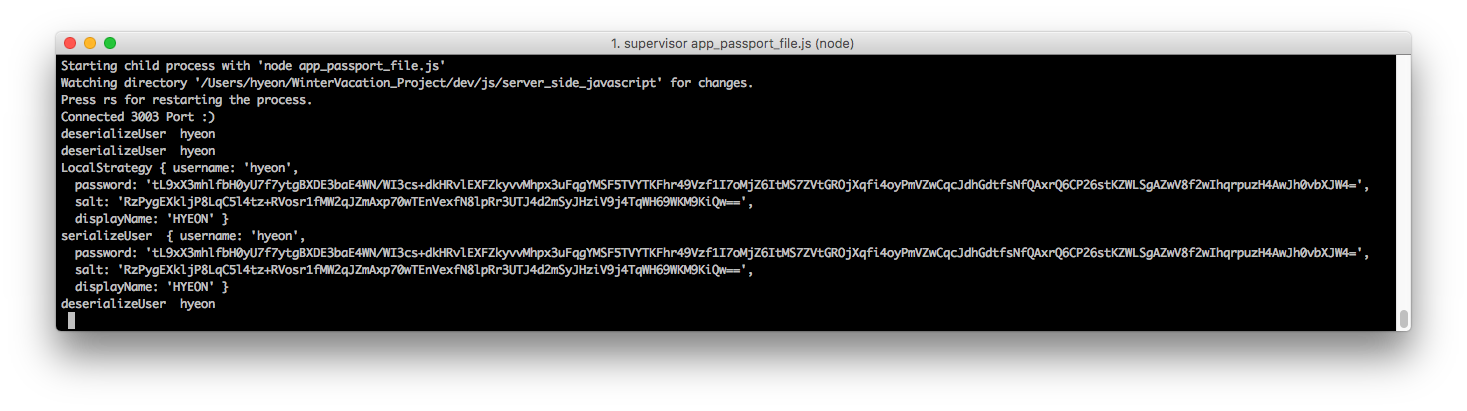 1. supervisor app_passport_file.js (node)
Starting child process with 'node app_passport_file.js'
Watching directory '/Users/hyeon/WinterVacation_Project/dev/js/server_side_javascript' for changes.
Press rs for restarting the process.
Connected 3003 Port :)
deserializeUser  hyeon
deserializeUser  hyeon
LocalStrategy { username: 'hyeon',
  password: 'tL9xX3mhlfbH0yU7f7ytgBXDE3baE4WN/WI3cs+dkHRvlEXFZkyvvMhpx3uFqgYMSF5TVYTKFhr49Vzf1I7oMjZ6ItMS7ZVtGROjXqfi4oyPmVZwCqcJdhGdtfsNfQAxrQ6CP26stKZWLSgAZwV8f2wIhqrpuzH4AwJh0vbXJW4=',
  salt: 'RzPygEXkljP8LqC5l4tz+RVosr1fMW2qJZmAxp70wTEnVexfN8lpRr3UTJ4d2mSyJHziV9j4TqWH69WKM9KiQw==',
  displayName: 'HYEON' }
serializeUser  { username: 'hyeon',
  password: 'tL9xX3mhlfbH0yU7f7ytgBXDE3baE4WN/WI3cs+dkHRvlEXFZkyvvMhpx3uFqgYMSF5TVYTKFhr49Vzf1I7oMjZ6ItMS7ZVtGROjXqfi4oyPmVZwCqcJdhGdtfsNfQAxrQ6CP26stKZWLSgAZwV8f2wIhqrpuzH4AwJh0vbXJW4=',
  salt: 'RzPygEXkljP8LqC5l4tz+RVosr1fMW2qJZmAxp70wTEnVexfN8lpRr3UTJ4d2mSyJHziV9j4TqWH69WKM9KiQw==',
  displayName: 'HYEON' }
deserializeUser  hyeon